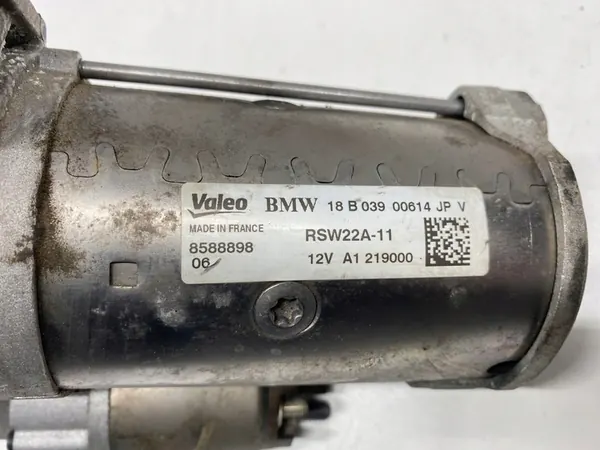 Valeo BMW 18 B 039 00614 JP V
MADE IN FRANCE RSW22A-11
8588898 12V A1 219000
06